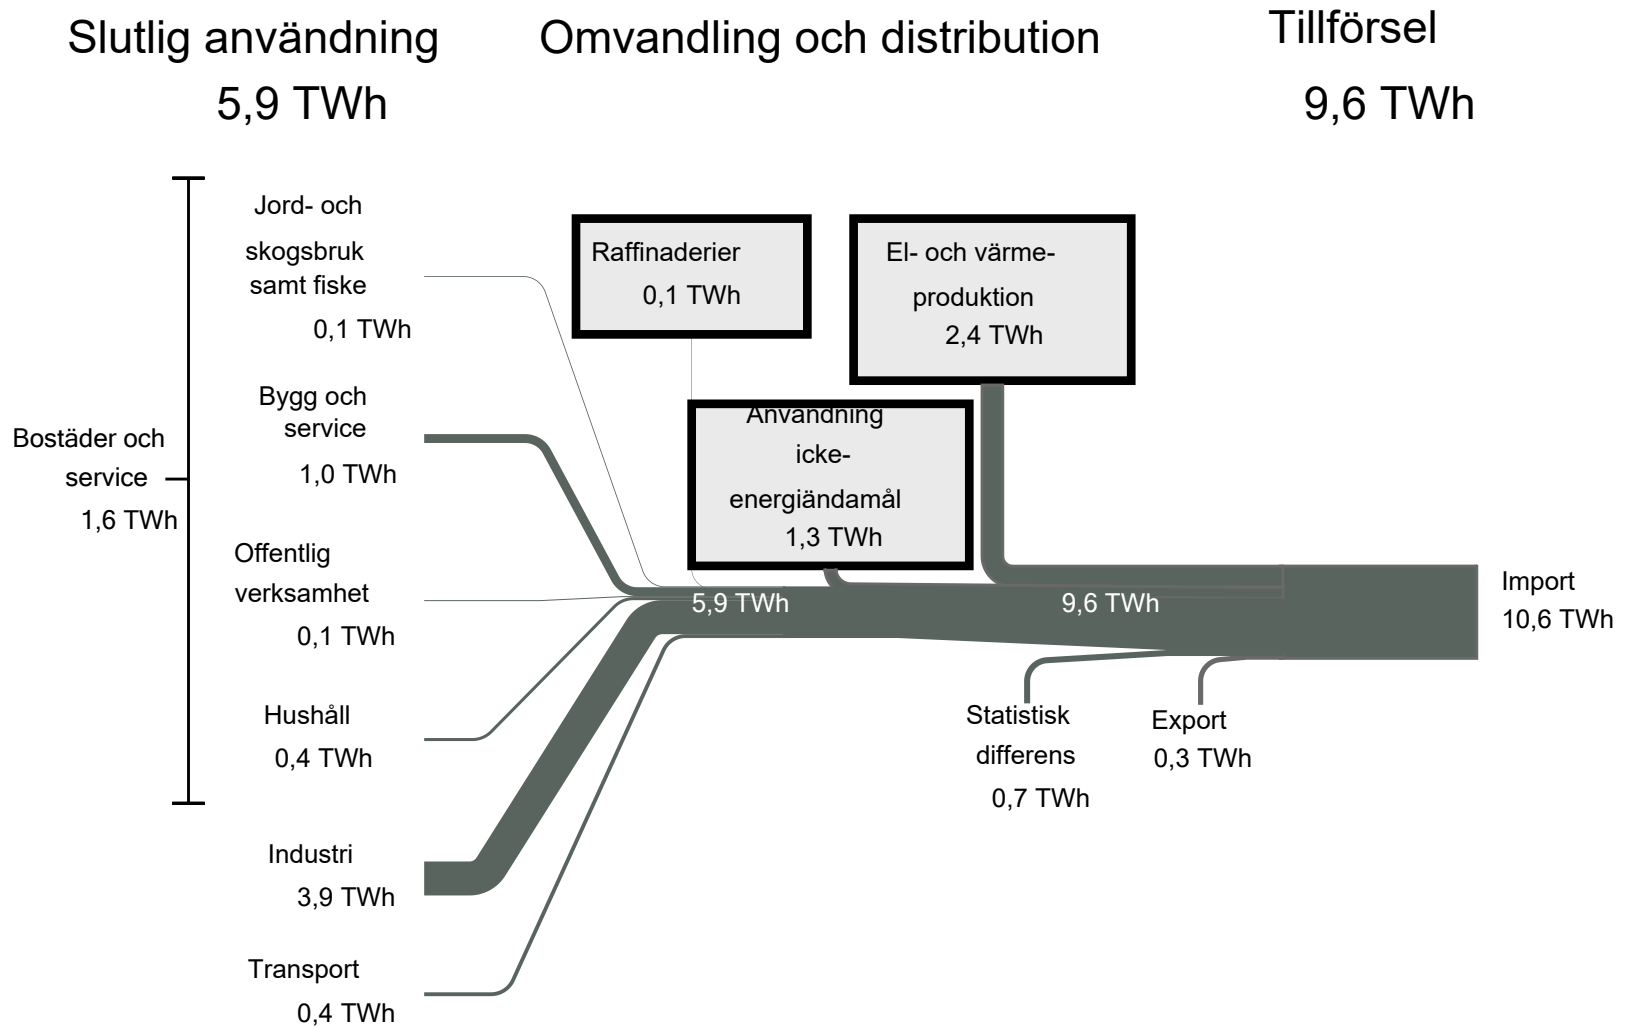 Slutlig användning
5,9 TWh
Omvandling och distribution
Tillförsel
9,6 TWh
Bostäder och
service
1,6 TWh
Jord- och
skogsbruk
samt fiske
0,1 TWh
Bygg och
service
1,0 TWh
Offentlig
verksamhet
0,1 TWh
Hushåll
0,4 TWh
Industri
3,9 TWh
Transport
0,4 TWh
Raffinaderier
0,1 TWh
El- och värme-
produktion
2,4 TWh
Användning
icke-
energiändamål
1,3 TWh
5,9 TWh
9,6 TWh
Statistisk
differens
0,7 TWh
Export
0,3 TWh
Import
10,6 TWh